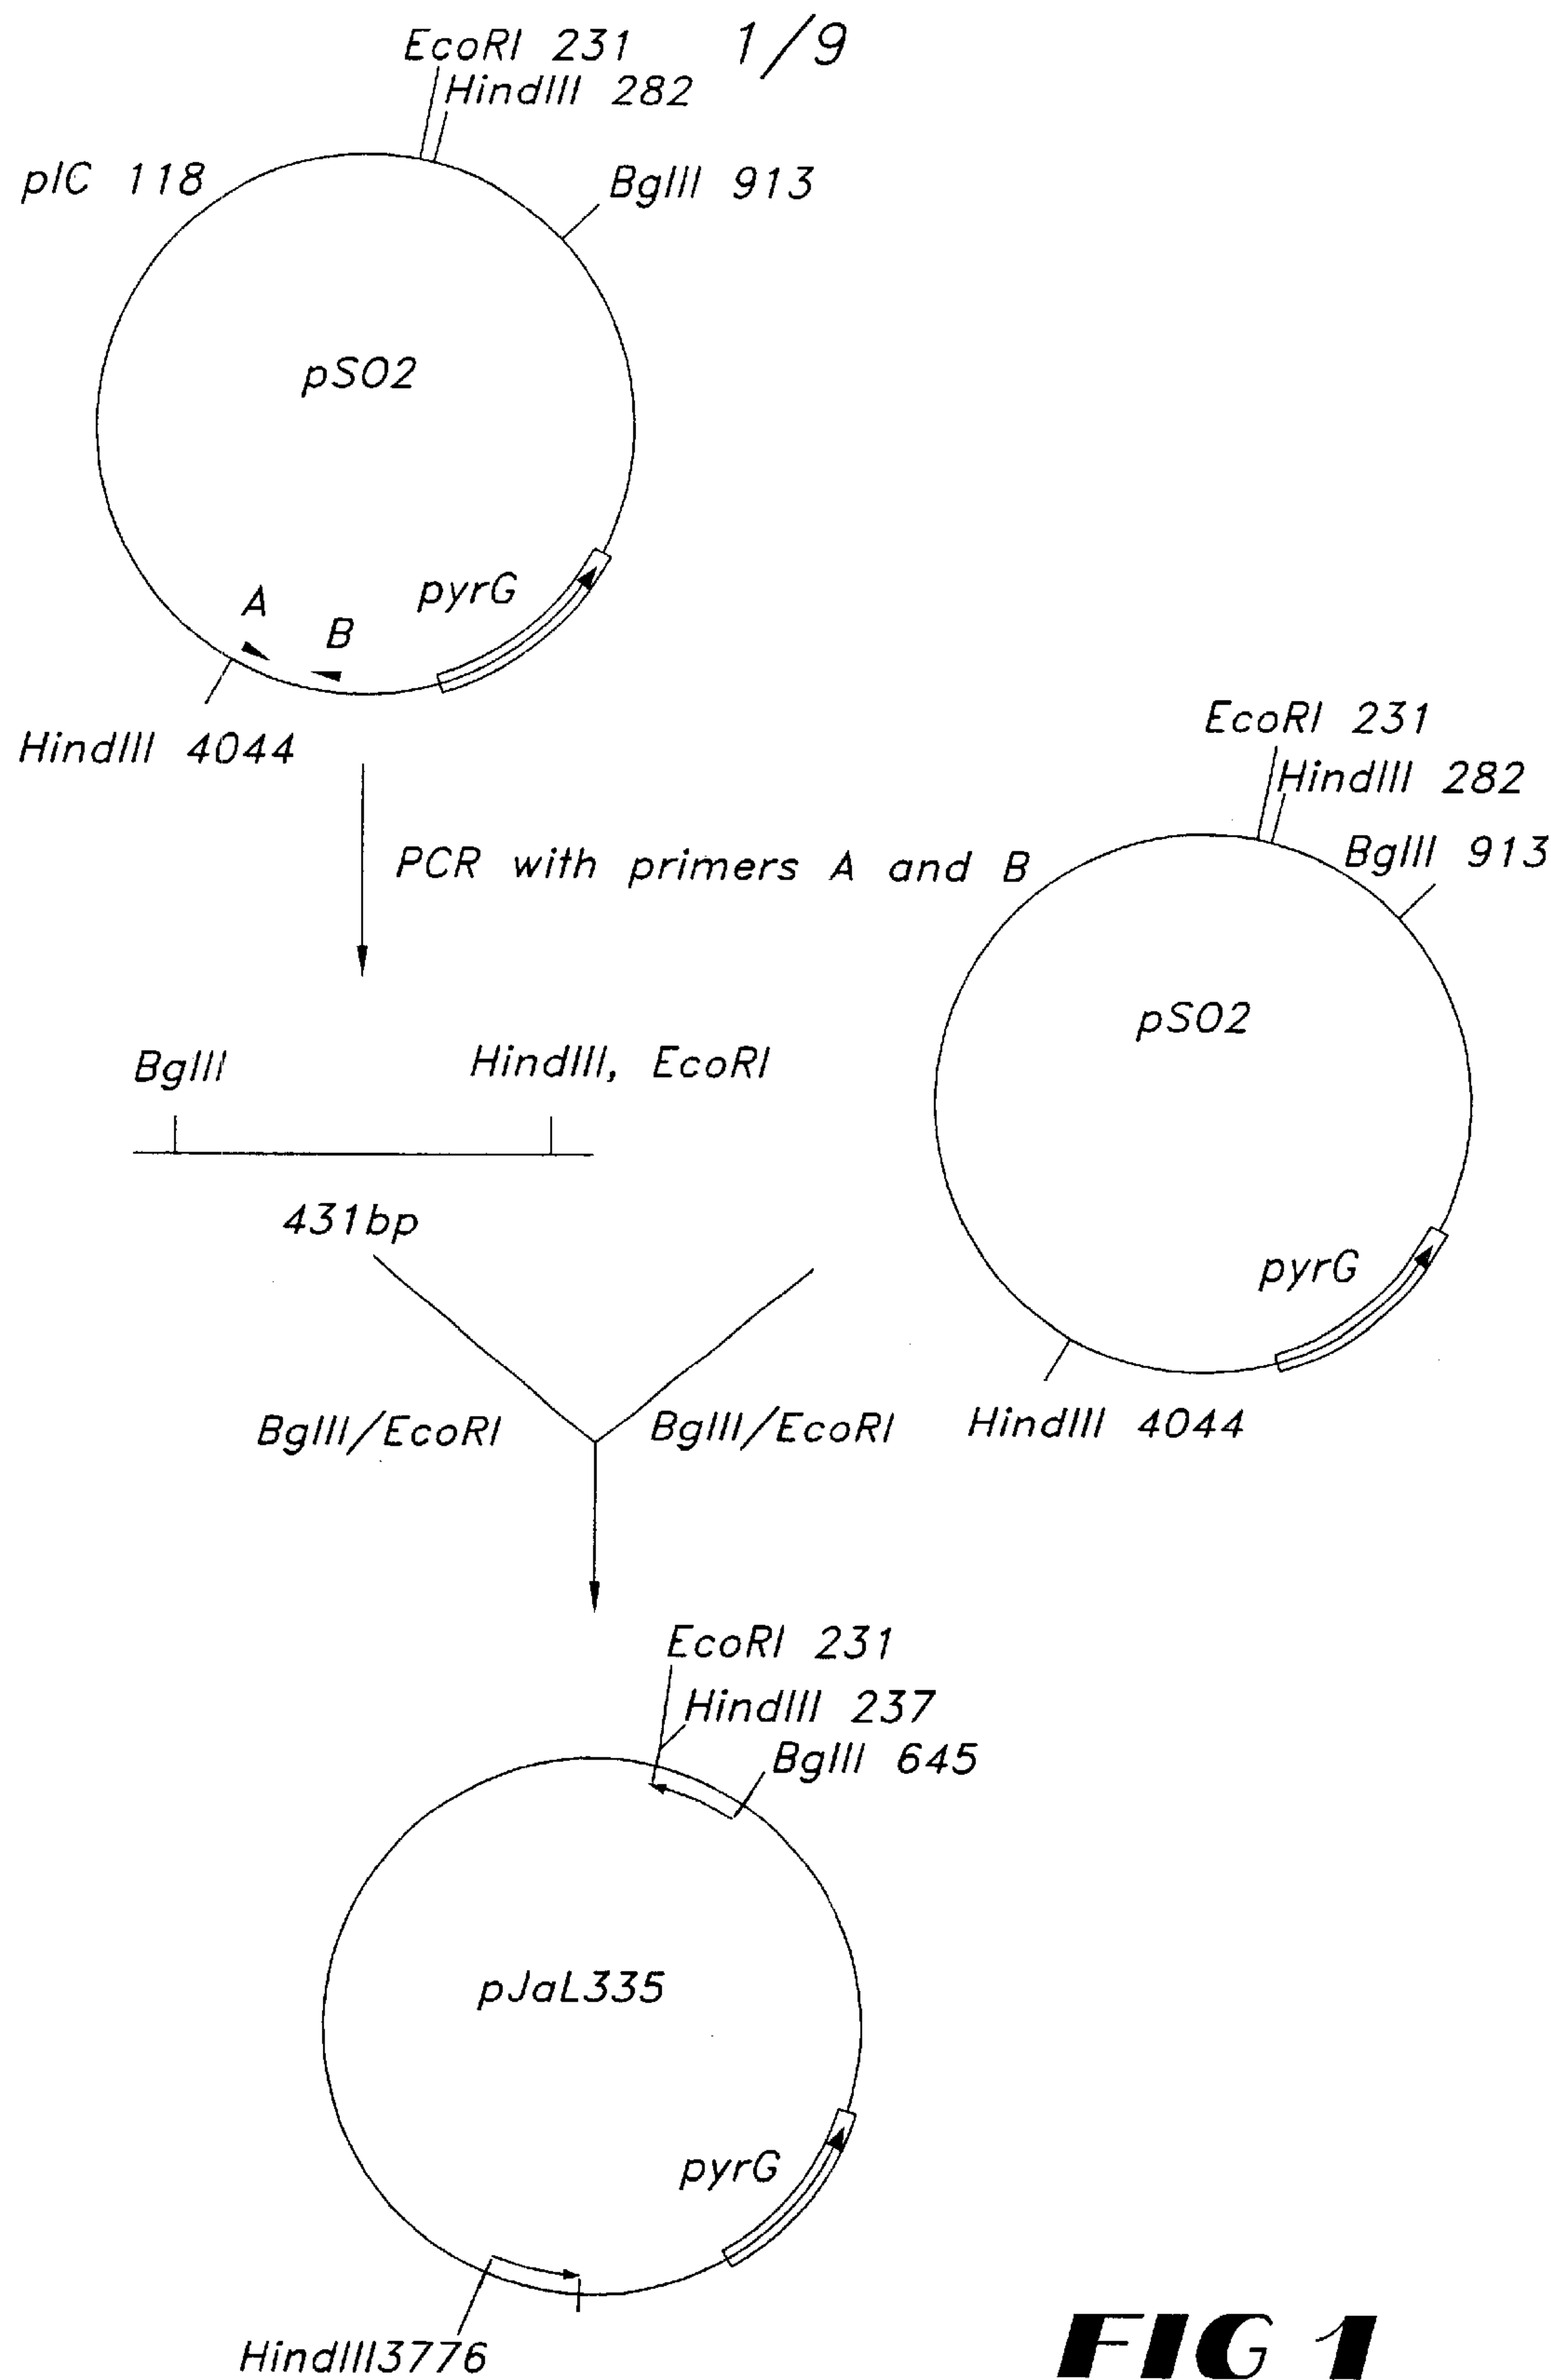 1/9
EcoRI 231
HindIII 282
pIC 118
BglII 913
pSO2
A
B
pyrG
HindIII 4044
PCR with primers A and B
EcoRI 231
HindIII 282
BglII 913
pSO2
pyrG
HindIII 4044
BglII
HindIII, EcoRI
431bp
BglII/EcoRI
BglII/EcoRI
EcoRI 231
HindIII 237
BglII 645
pJaL335
pyrG
HindIII3776
FIG 1